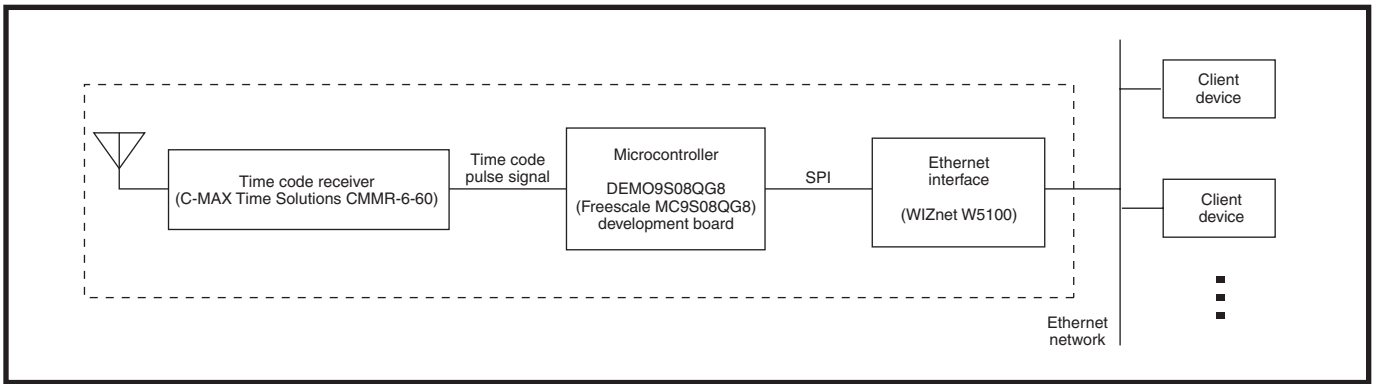 Time code receiver
(C-MAX Time Solutions CMMR-6-60)
Time code
pulse signal
Microcontroller
DEMO9S08QG8
(Freescale MC9S08QG8)
development board
SPI
Ethernet
interface
(WIZnet W5100)
Ethernet
network
Client
device
Client
device